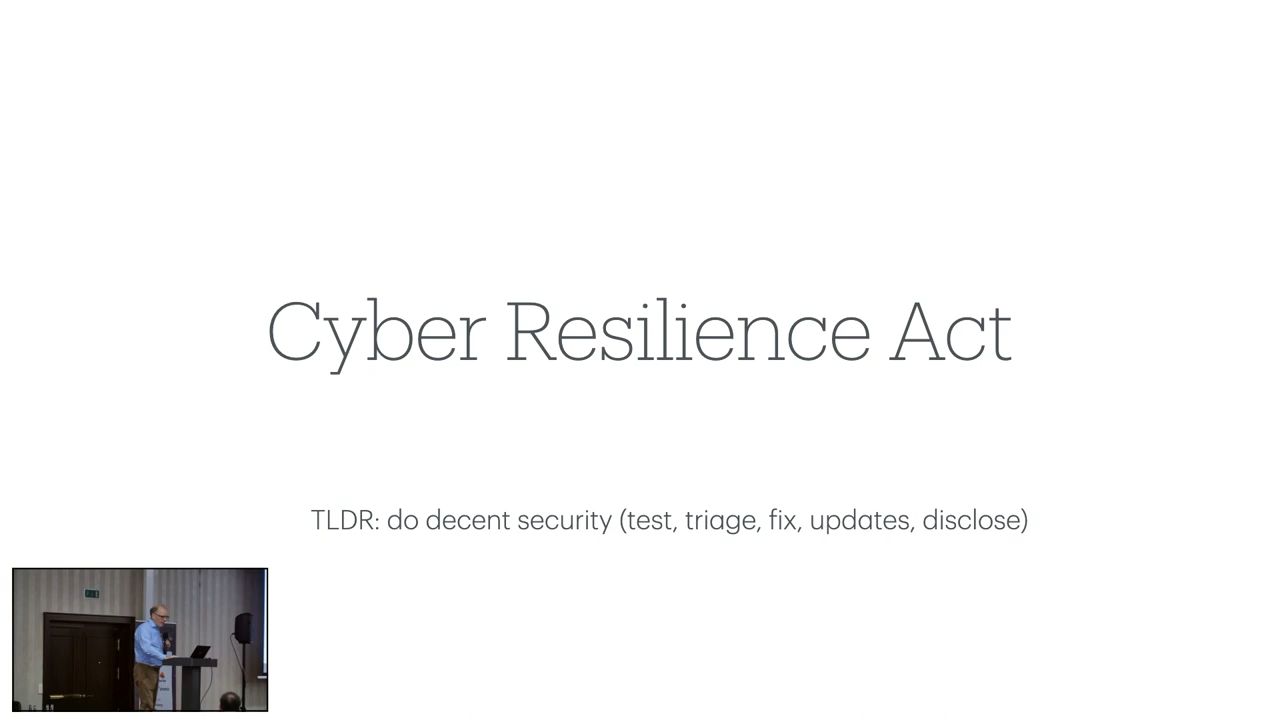 Cyber Resilience Act
TLDR: do decent security (test, triage, fix, updates, disclose)